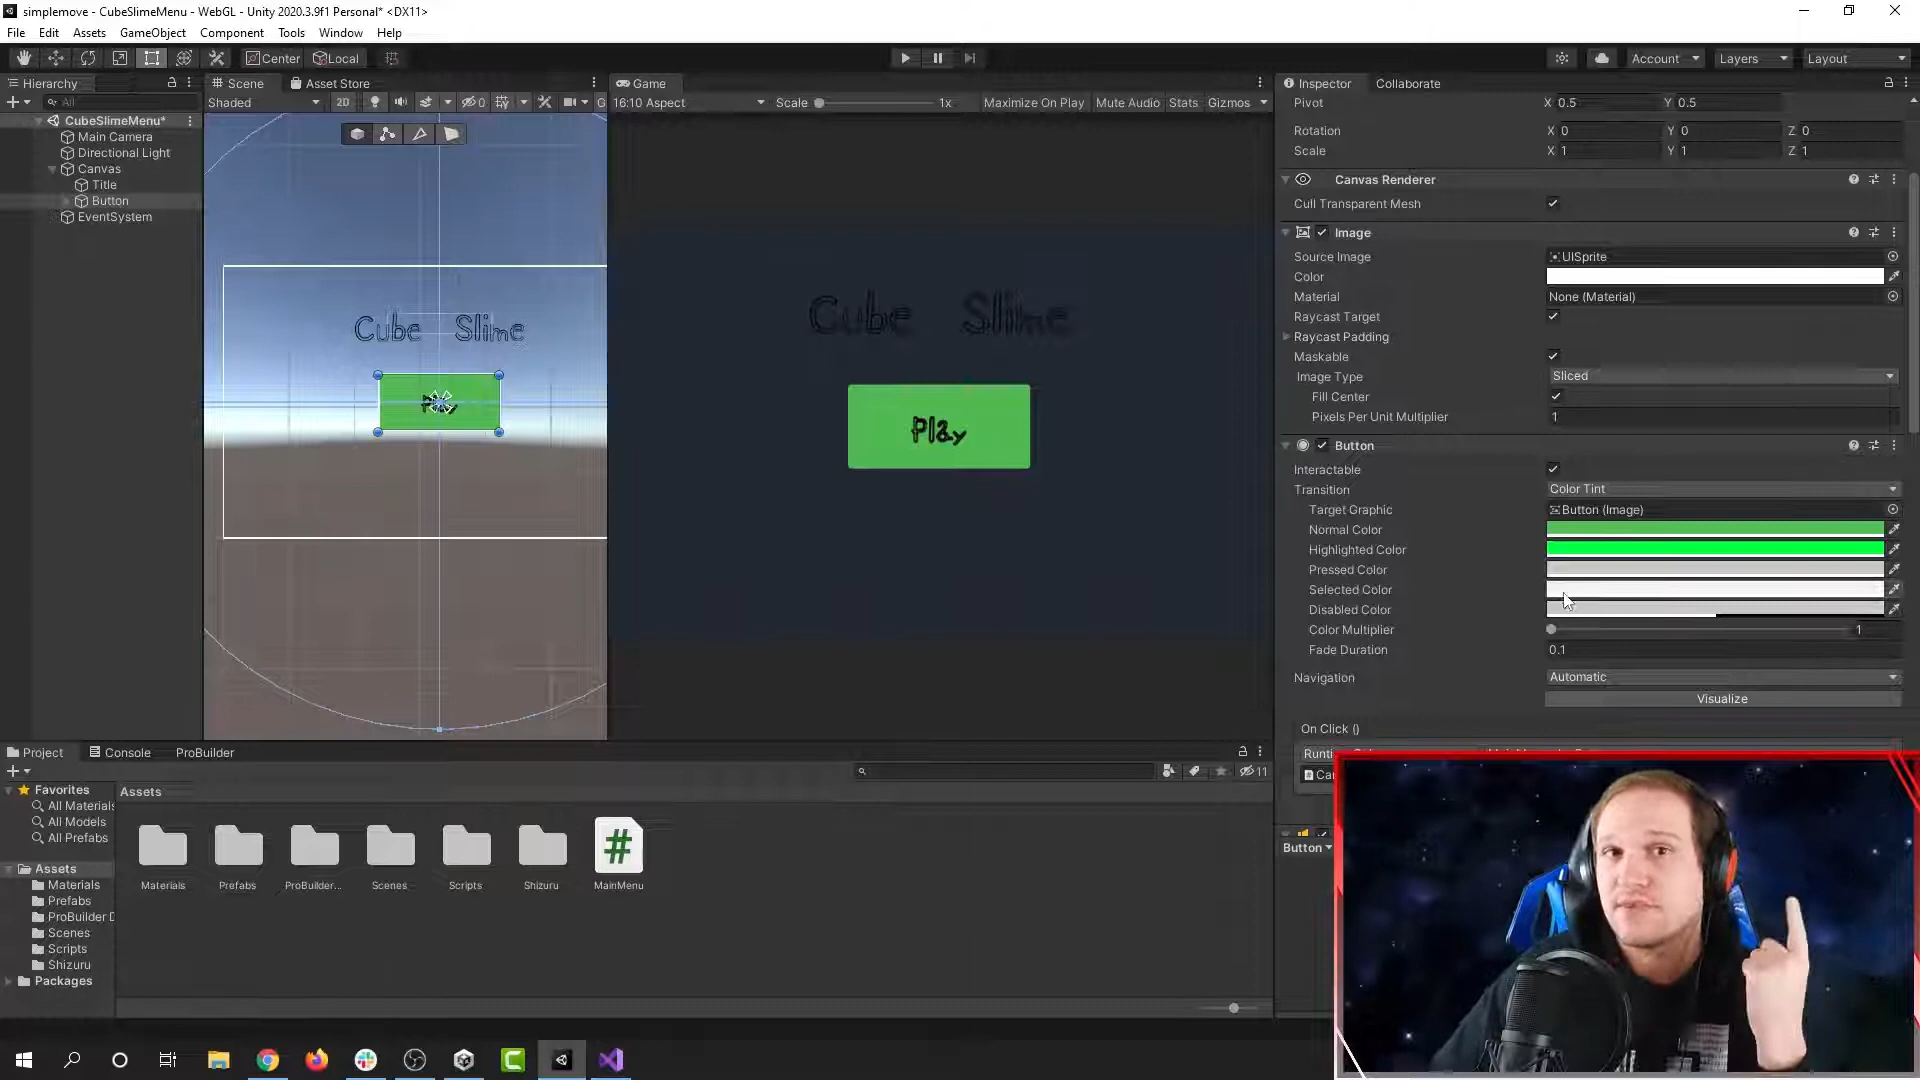 simplemove - CubeSlimeMenu - WebGL - Unity 2020.3.9f1 Personal* <DX11>
File Edit Assets GameObject Component Tools Window Help
Center Local Account Layers Layout
Hierarchy
All
CubeSlimeMenu*
Main Camera
Directional Light
Canvas
Title
Button
EventSystem
Scene Asset Store
Shaded 2D 0 G
Cube Slime
Game
16:10 Aspect Scale 1x Maximize On Play Mute Audio Stats Gizmos
Cube Slime
Play
Inspector Collaborate
Pivot X 0.5 Y 0.5
Rotation X 0 Y 0 Z 0
Scale X 1 Y 1 Z 1
Canvas Renderer
Cull Transparent Mesh
Image
Source Image UISprite
Color
Material None (Material)
Raycast Target
Raycast Padding
Maskable
Image Type Sliced
Fill Center
Pixels Per Unit Multiplier 1
Button
Interactable
Transition Color Tint
Target Graphic Button (Image)
Normal Color
Highlighted Color
Pressed Color
Selected Color
Disabled Color
Color Multiplier 1
Fade Duration 0.1
Navigation Automatic
Visualize
On Click ()
Button
Project Console ProBuilder
11
Favorites
All Materials
All Models
All Prefabs
Assets
Materials
Prefabs
ProBuilder D
Scenes
Scripts
Shizuru
Packages
Assets
Materials Prefabs ProBuilder... Scenes Scripts Shizuru MainMenu